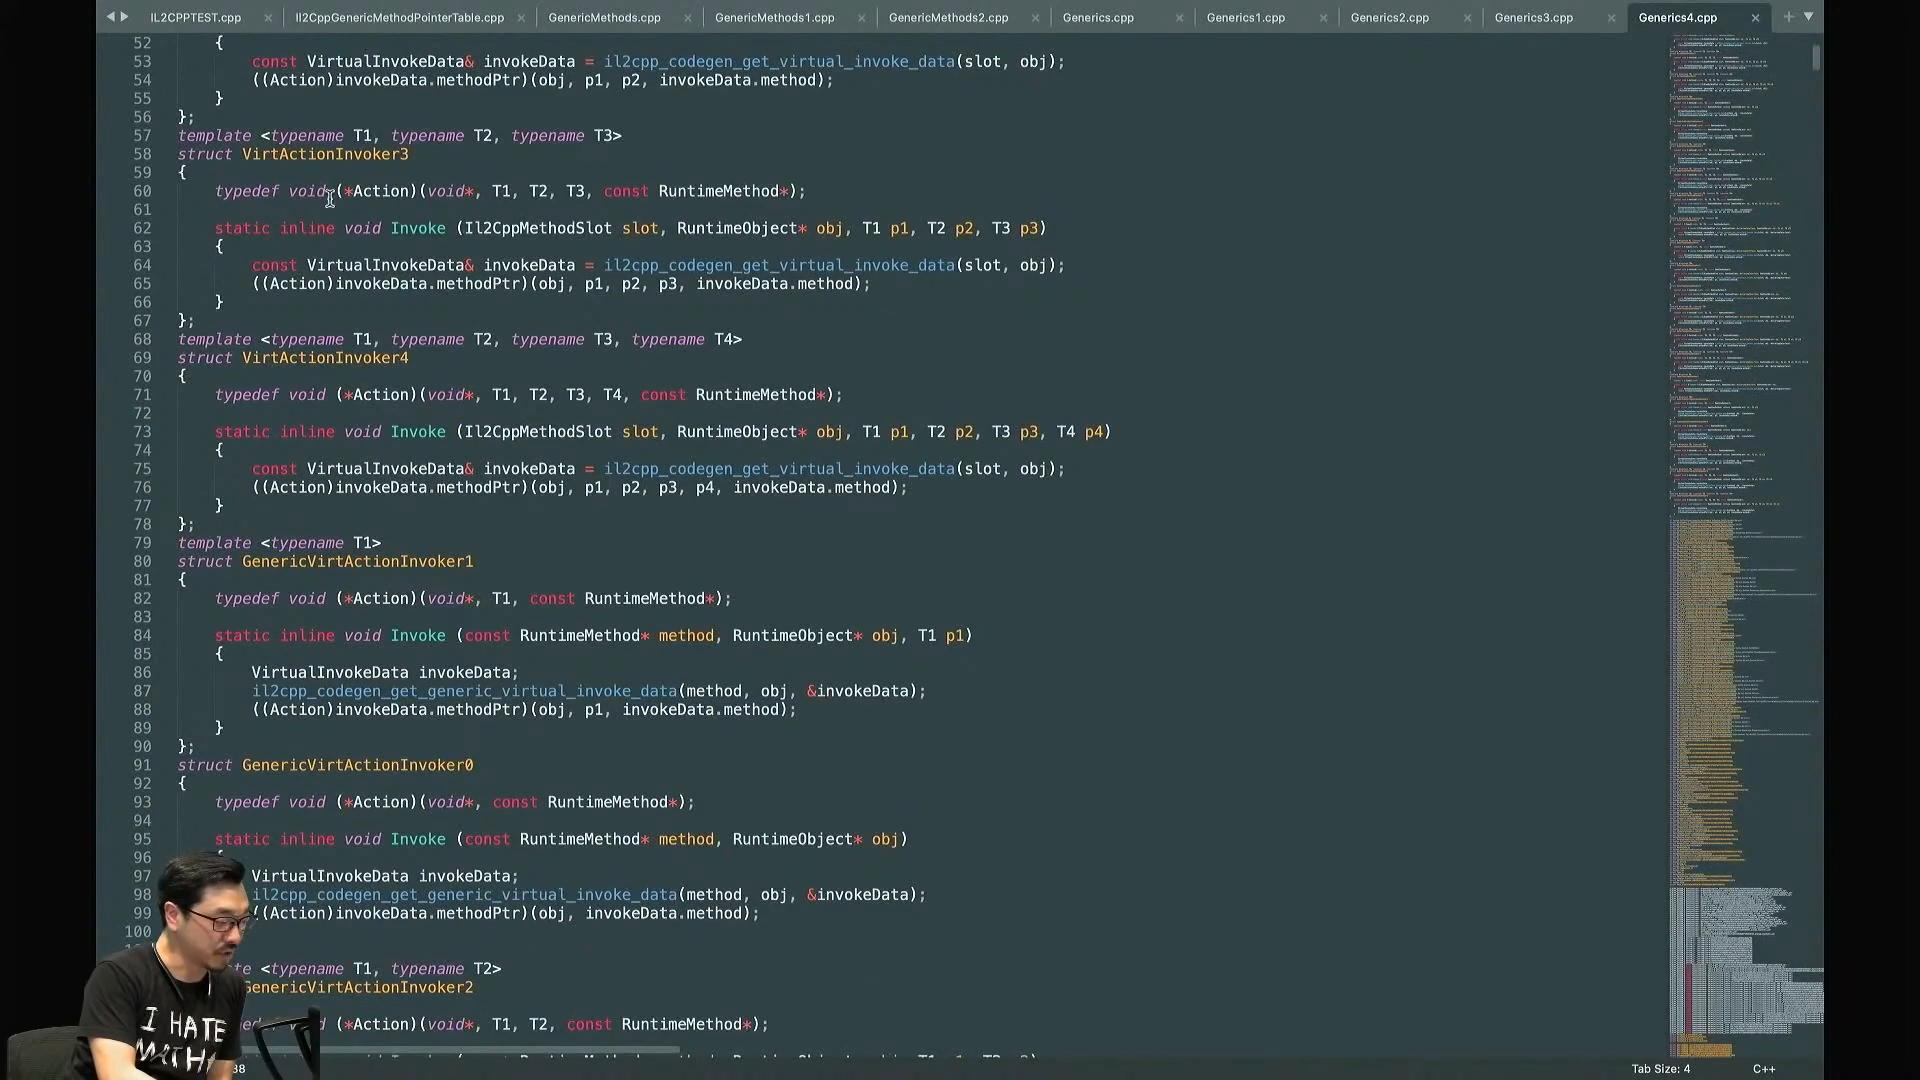 IL2CPPTEST.cpp × Il2CppGenericMethodPointerTable.cpp × GenericMethods.cpp × GenericMethods1.cpp × GenericMethods2.cpp × Generics.cpp × Generics1.cpp × Generics2.cpp × Generics3.cpp × Generics4.cpp ×
52 {
53 const VirtualInvokeData& invokeData = il2cpp_codegen_get_virtual_invoke_data(slot, obj);
54 ((Action)invokeData.methodPtr)(obj, p1, p2, invokeData.method);
55 }
56 };
57 template <typename T1, typename T2, typename T3>
58 struct VirtActionInvoker3
59 {
60 typedef void (*Action)(void*, T1, T2, T3, const RuntimeMethod*);
61
62 static inline void Invoke (Il2CppMethodSlot slot, RuntimeObject* obj, T1 p1, T2 p2, T3 p3)
63 {
64 const VirtualInvokeData& invokeData = il2cpp_codegen_get_virtual_invoke_data(slot, obj);
65 ((Action)invokeData.methodPtr)(obj, p1, p2, p3, invokeData.method);
66 }
67 };
68 template <typename T1, typename T2, typename T3, typename T4>
69 struct VirtActionInvoker4
70 {
71 typedef void (*Action)(void*, T1, T2, T3, T4, const RuntimeMethod*);
72
73 static inline void Invoke (Il2CppMethodSlot slot, RuntimeObject* obj, T1 p1, T2 p2, T3 p3, T4 p4)
74 {
75 const VirtualInvokeData& invokeData = il2cpp_codegen_get_virtual_invoke_data(slot, obj);
76 ((Action)invokeData.methodPtr)(obj, p1, p2, p3, p4, invokeData.method);
77 }
78 };
79 template <typename T1>
80 struct GenericVirtActionInvoker1
81 {
82 typedef void (*Action)(void*, T1, const RuntimeMethod*);
83
84 static inline void Invoke (const RuntimeMethod* method, RuntimeObject* obj, T1 p1)
85 {
86 VirtualInvokeData invokeData;
87 il2cpp_codegen_get_generic_virtual_invoke_data(method, obj, &invokeData);
88 ((Action)invokeData.methodPtr)(obj, p1, invokeData.method);
89 }
90 };
91 struct GenericVirtActionInvoker0
92 {
93 typedef void (*Action)(void*, const RuntimeMethod*);
94
95 static inline void Invoke (const RuntimeMethod* method, RuntimeObject* obj)
96
97 VirtualInvokeData invokeData;
98 il2cpp_codegen_get_generic_virtual_invoke_data(method, obj, &invokeData);
99 ((Action)invokeData.methodPtr)(obj, invokeData.method);
100
<typename T1, typename T2>
GenericVirtActionInvoker2
(*Action)(void*, T1, T2, const RuntimeMethod*);
I HATE
MATH
Tab Size: 4 C++